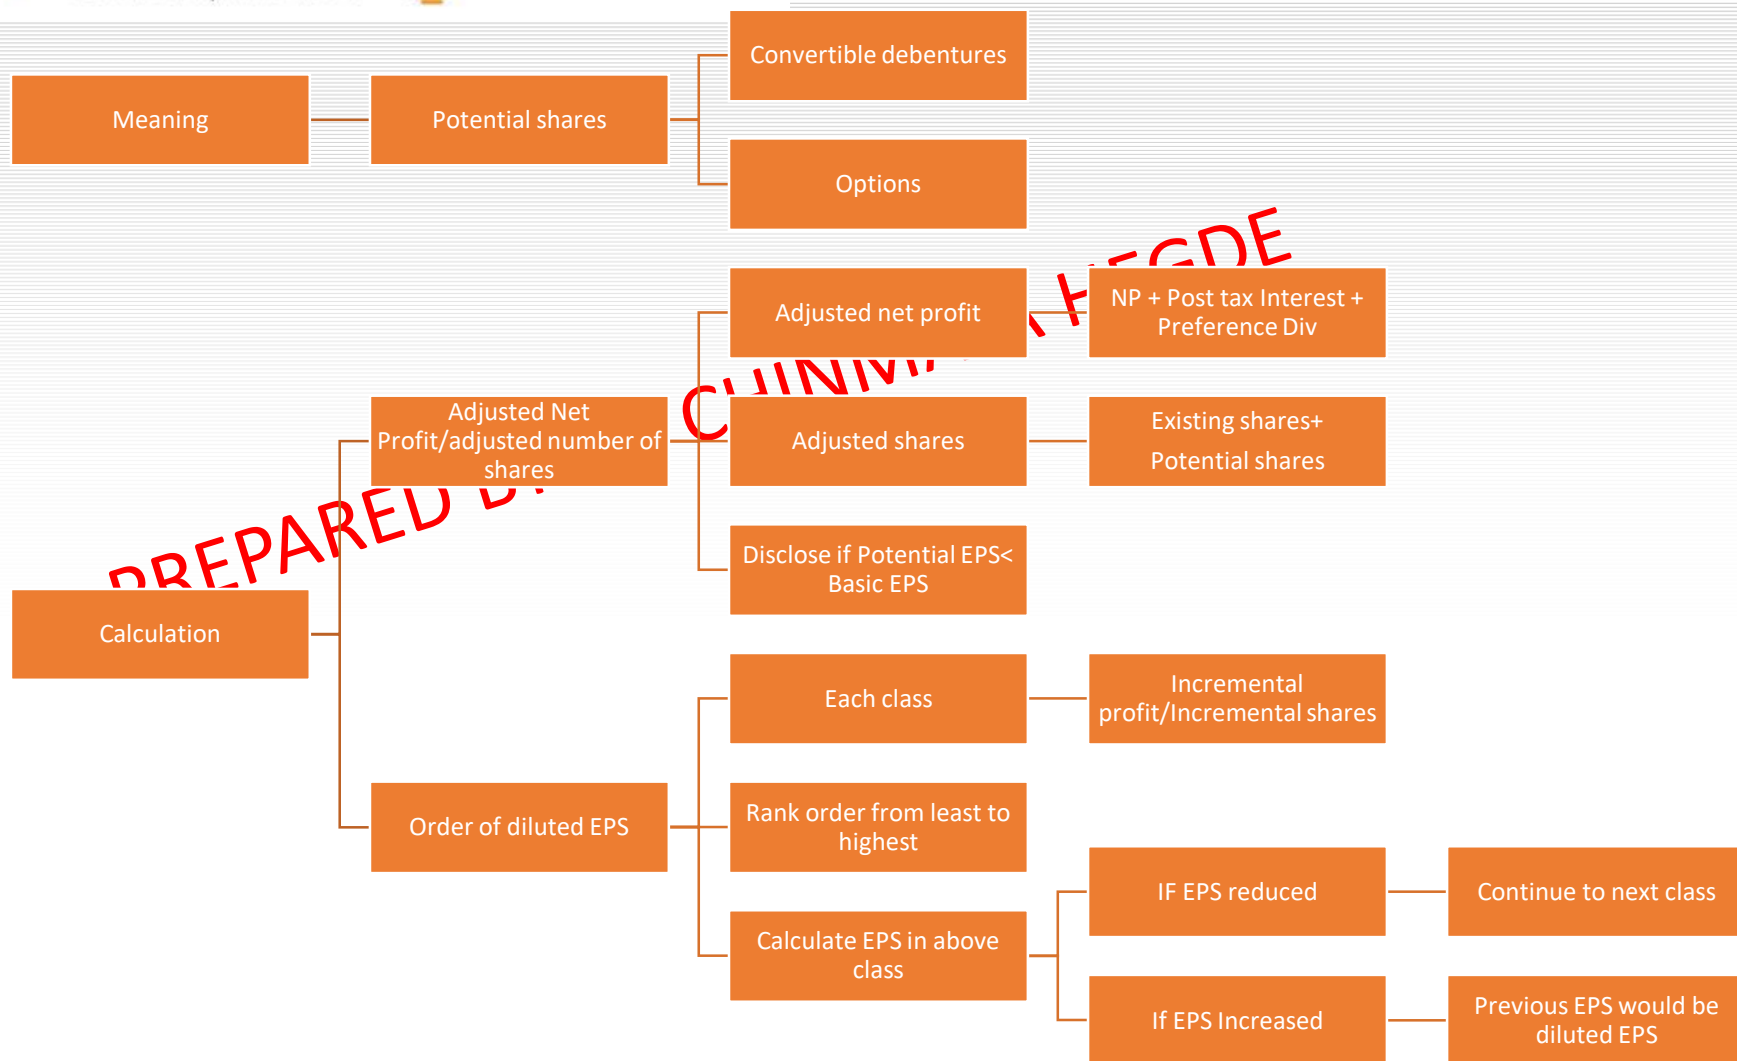 Meaning
Potential shares
Convertible debentures
Options
Calculation
Adjusted Net
Profit/adjusted number of
shares
Adjusted net profit
NP + Post tax Interest +
Preference Div
Adjusted shares
Existing shares+
Potential shares
Disclose if Potential EPS<
Basic EPS
Order of diluted EPS
Each class
Incremental
profit/Incremental shares
Rank order from least to
highest
Calculate EPS in above
class
IF EPS reduced
Continue to next class
If EPS Increased
Previous EPS would be
diluted EPS
PREPARED